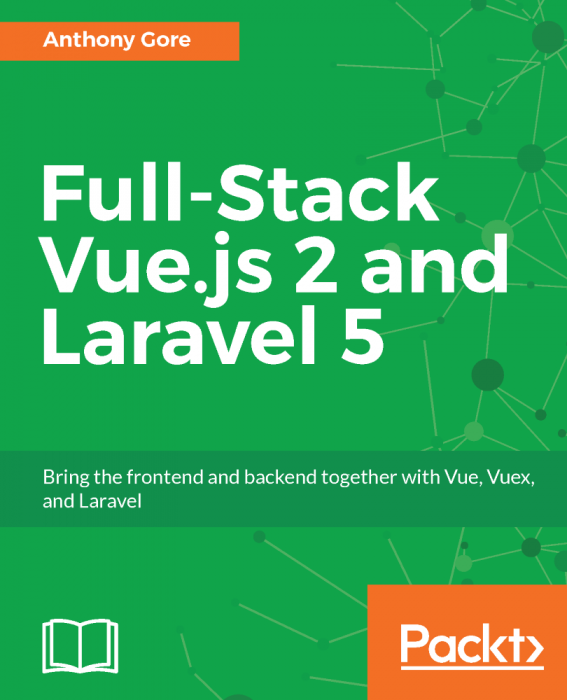 Anthony Gore
Full-Stack
Vue.js 2 and
Laravel 5
Bring the frontend and backend together with Vue, Vuex,
and Laravel
Packt>